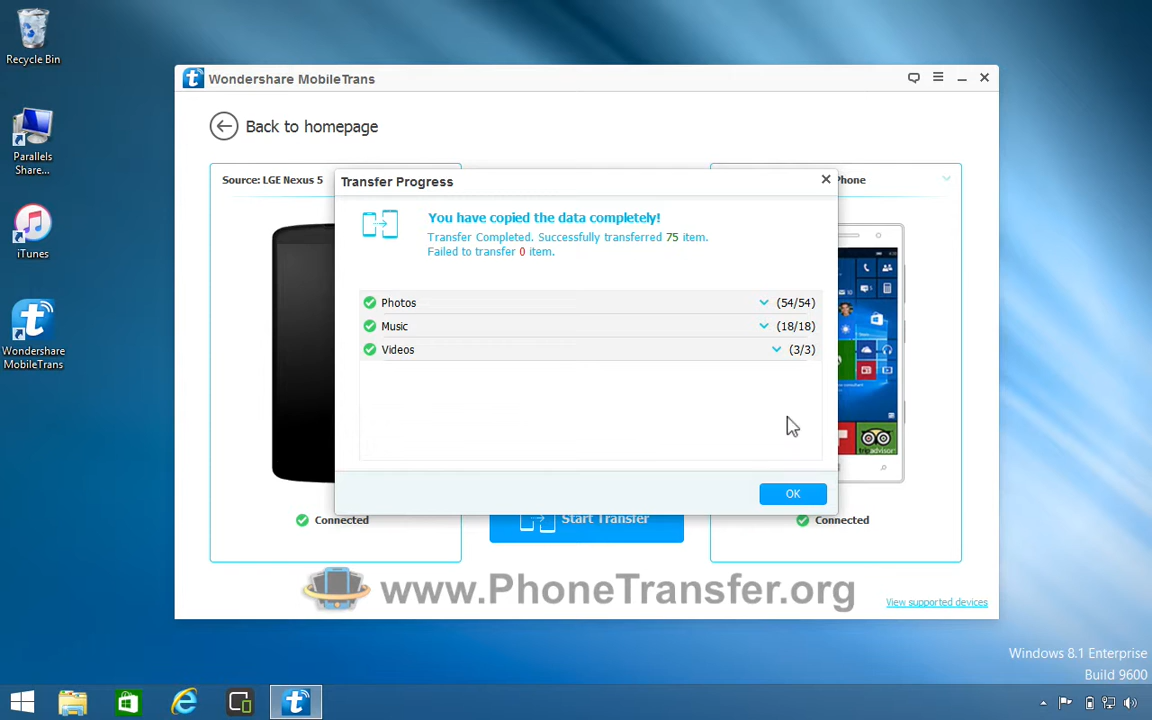 Recycle Bin
Parallels
Share...
iTunes
Wondershare
MobileTrans
Wondershare MobileTrans
Back to homepage
Source: LGE Nexus 5
Phone
Transfer Progress
You have copied the data completely!
Transfer Completed. Successfully transferred 75 item.
Failed to transfer 0 item.
Photos (54/54)
Music (18/18)
Videos (3/3)
OK
Connected
Start Transfer
Connected
www.PhoneTransfer.org
View supported devices
Windows 8.1 Enterprise
Build 9600